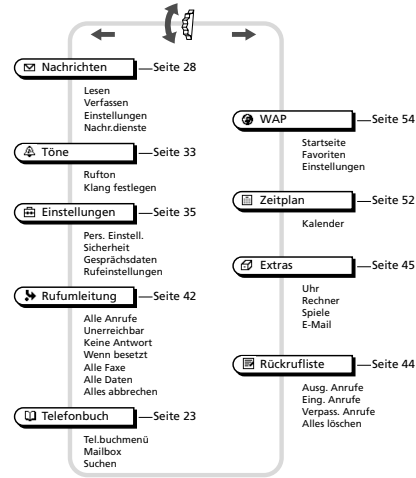 Nachrichten —Seite 28
Lesen
Verfassen
Einstellungen
Nachr.dienste
Töne —Seite 33
Rufton
Klang festlegen
Einstellungen —Seite 35
Pers. Einstell.
Sicherheit
Gesprächsdaten
Rufeinstellungen
Rufumleitung —Seite 42
Alle Anrufe
Unerreichbar
Keine Antwort
Wenn besetzt
Alle Faxe
Alle Daten
Alles abbrechen
Telefonbuch —Seite 23
Tel.buchmenü
Mailbox
Suchen
WAP —Seite 54
Startseite
Favoriten
Einstellungen
Zeitplan —Seite 52
Kalender
Extras —Seite 45
Uhr
Rechner
Spiele
E-Mail
Rückrufliste —Seite 44
Ausg. Anrufe
Eing. Anrufe
Verpass. Anrufe
Alles löschen